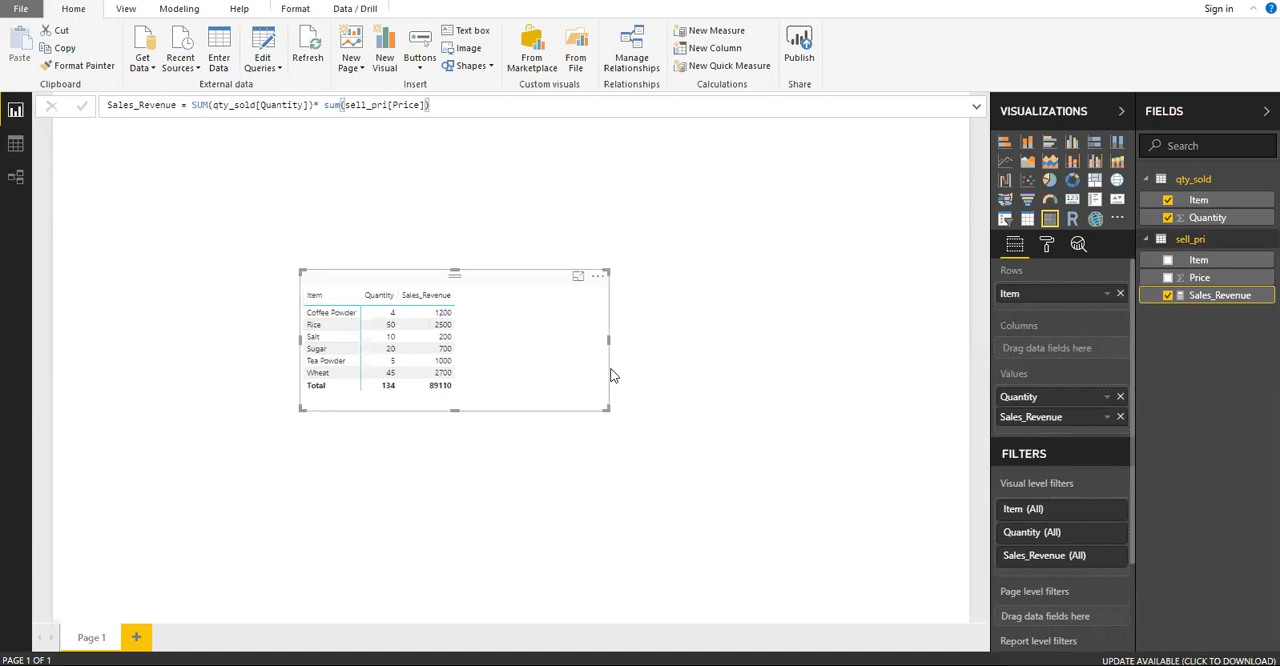 File Home View Modeling Help Format Data / Drill Sign in
Paste
Cut
Copy
Format Painter
Clipboard
Get Data
Recent Sources
Enter Data
Edit Queries
External data
Refresh
New Page
New Visual
Buttons
Text box
Image
Shapes
Insert
From Marketplace
From File
Custom visuals
Manage Relationships
Relationships
New Measure
New Column
New Quick Measure
Calculations
Publish
Share
Sales_Revenue = SUM(qty_sold[Quantity])* sum(sell_pri[Price])
Item Quantity Sales_Revenue
Coffee Powder 4 1200
Rice 50 2500
Salt 10 200
Sugar 20 700
Tea Powder 5 1000
Wheat 45 2700
Total 134 89110
VISUALIZATIONS
Rows
Item
Columns
Drag data fields here
Values
Quantity
Sales_Revenue
FILTERS
Visual level filters
Item (All)
Quantity (All)
Sales_Revenue (All)
Page level filters
Drag data fields here
Report level filters
FIELDS
Search
qty_sold
Item
Quantity
sell_pri
Item
Price
Sales_Revenue
Page 1
PAGE 1 OF 1
UPDATE AVAILABLE (CLICK TO DOWNLOAD)